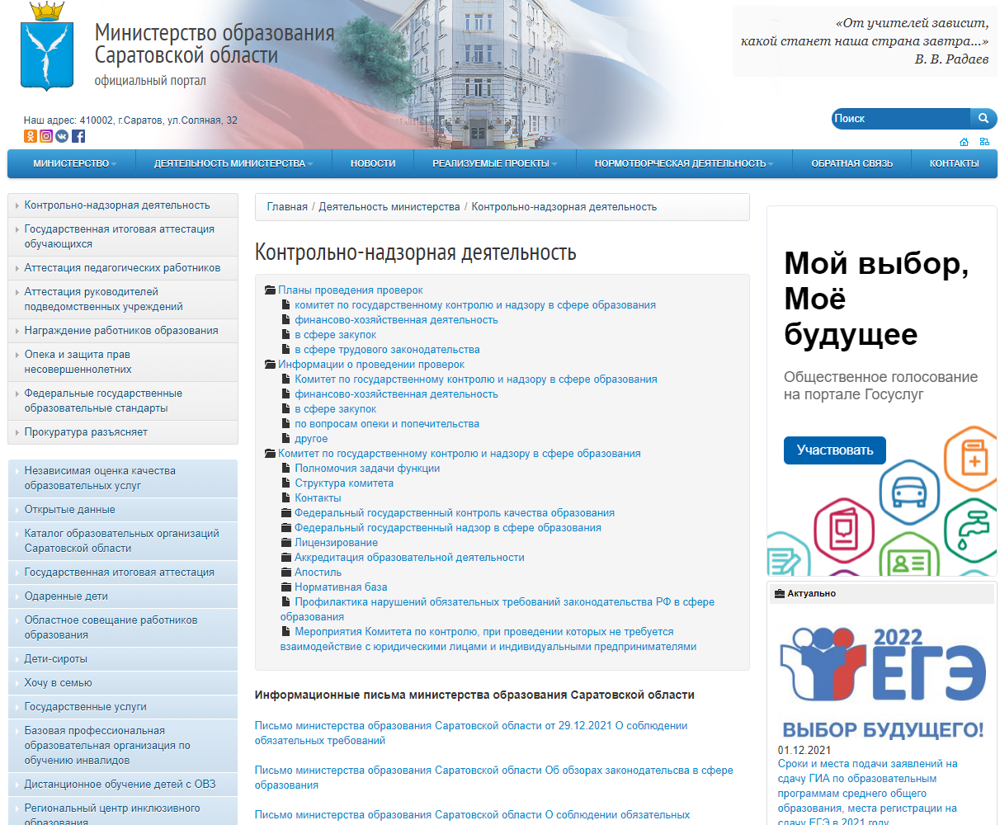 Министерство образования
Саратовской области
официальный портал
«От учителей зависит,
какой станет наша страна завтра...»
В. В. Радаев
Наш адрес: 410002, г.Саратов, ул.Соляная, 32
Поиск
МИНИСТЕРСТВО
ДЕЯТЕЛЬНОСТЬ МИНИСТЕРСТВА
НОВОСТИ
РЕАЛИЗУЕМЫЕ ПРОЕКТЫ
НОРМОТВОРЧЕСКАЯ ДЕЯТЕЛЬНОСТЬ
ОБРАТНАЯ СВЯЗЬ
КОНТАКТЫ
Контрольно-надзорная деятельность
Государственная итоговая аттестация
обучающихся
Аттестация педагогических работников
Аттестация руководителей
подведомственных учреждений
Награждение работников образования
Опека и защита прав
несовершеннолетних
Федеральные государственные
образовательные стандарты
Прокуратура разъясняет
Независимая оценка качества
образовательных услуг
Открытые данные
Каталог образовательных организаций
Саратовской области
Государственная итоговая аттестация
Одаренные дети
Областное совещание работников
образования
Дети-сироты
Хочу в семью
Государственные услуги
Базовая профессиональная
образовательная организация по
обучению инвалидов
Дистанционное обучение детей с ОВЗ
Региональный центр инклюзивного
образования
Главная / Деятельность министерства / Контрольно-надзорная деятельность
Контрольно-надзорная деятельность
Планы проведения проверок
комитет по государственному контролю и надзору в сфере образования
финансово-хозяйственная деятельность
в сфере закупок
в сфере трудового законодательства
Информации о проведении проверок
Комитет по государственному контролю и надзору в сфере образования
финансово-хозяйственная деятельность
в сфере закупок
по вопросам опеки и попечительства
другое
Комитет по государственному контролю и надзору в сфере образования
Полномочия задачи функции
Структура комитета
Контакты
Федеральный государственный контроль качества образования
Федеральный государственный надзор в сфере образования
Лицензирование
Аккредитация образовательной деятельности
Апостиль
Нормативная база
Профилактика нарушений обязательных требований законодательства РФ в сфере
образования
Мероприятия Комитета по контролю, при проведении которых не требуется
взаимодействие с юридическими лицами и индивидуальными предпринимателями
Информационные письма министерства образования Саратовской области
Письмо министерства образования Саратовской области от 29.12.2021 О соблюдении
обязательных требований
Письмо министерства образования Саратовской области Об обзорах законодательсва в сфере
образования
Письмо министерства образования Саратовской области О соблюдении обязательных
Мой выбор,
Моё
будущее
Общественное голосование
на портале Госуслуг
Участвовать
Актуально
2022
ЕГЭ
ВЫБОР БУДУЩЕГО!
01.12.2021
Сроки и места подачи заявлений на
сдачу ГИА по образовательным
программам среднего общего
образования, места регистрации на
сдачу ЕГЭ в 2021 году